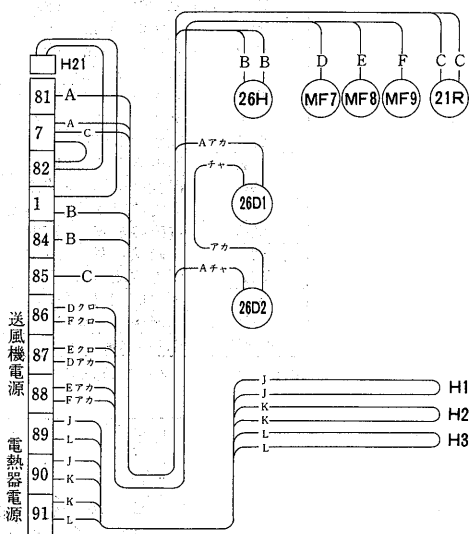 H21
81 A
7 A
C
82
1
B
84 B
85 C
86 Dクロ
Fクロ
87 Eクロ
Dアカ
88 Eアカ
Fアカ
89 J
L
90 J
K
91 K
L
送風機電源
電熱器電源
B B
26H
D
MF7
E
MF8
F
MF9
C C
21R
Aアカ
チャ
26D1
アカ
Aチャ
26D2
J
J
H1
K
K
H2
L
L
H3